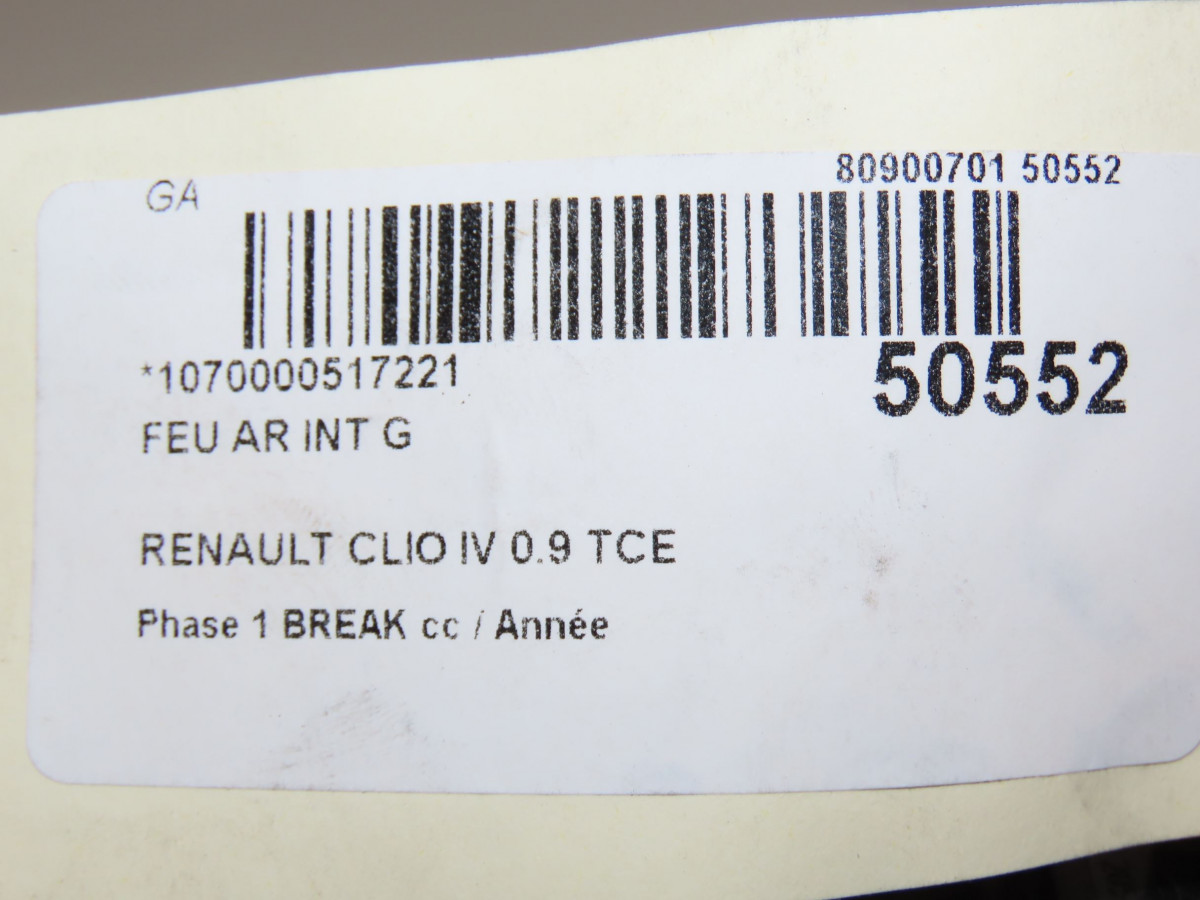 GA
80900701 50552
*1070000517221
50552
FEU AR INT G
RENAULT CLIO IV 0.9 TCE
Phase 1 BREAK cc / Année